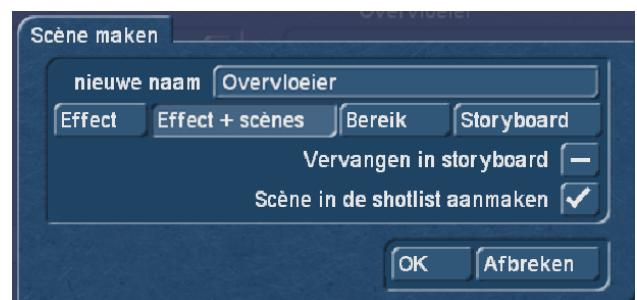 Overvloeier
Scène maken
nieuwe naam Overvloeier
Effect Effect + scènes Bereik Storyboard
Vervangen in storyboard
Scène in de shotlist aanmaken
OK Afbreken